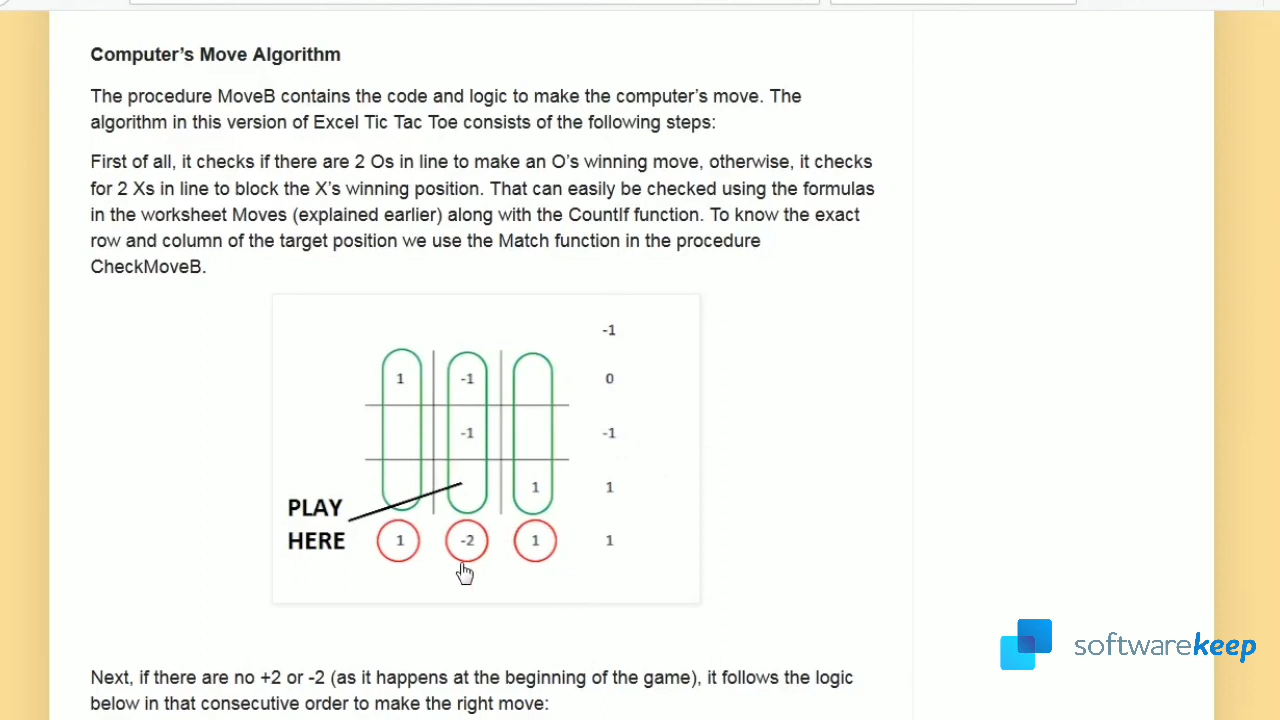 Computer's Move Algorithm
The procedure MoveB contains the code and logic to make the computer's move. The
algorithm in this version of Excel Tic Tac Toe consists of the following steps:
First of all, it checks if there are 2 Os in line to make an O's winning move, otherwise, it checks
for 2 Xs in line to block the X's winning position. That can easily be checked using the formulas
in the worksheet Moves (explained earlier) along with the CountIf function. To know the exact
row and column of the target position we use the Match function in the procedure
CheckMoveB.
-1
1 -1 0
-1 -1
1 1
PLAY
HERE
1 -2 1 1
softwarekeep
Next, if there are no +2 or -2 (as it happens at the beginning of the game), it follows the logic
below in that consecutive order to make the right move: